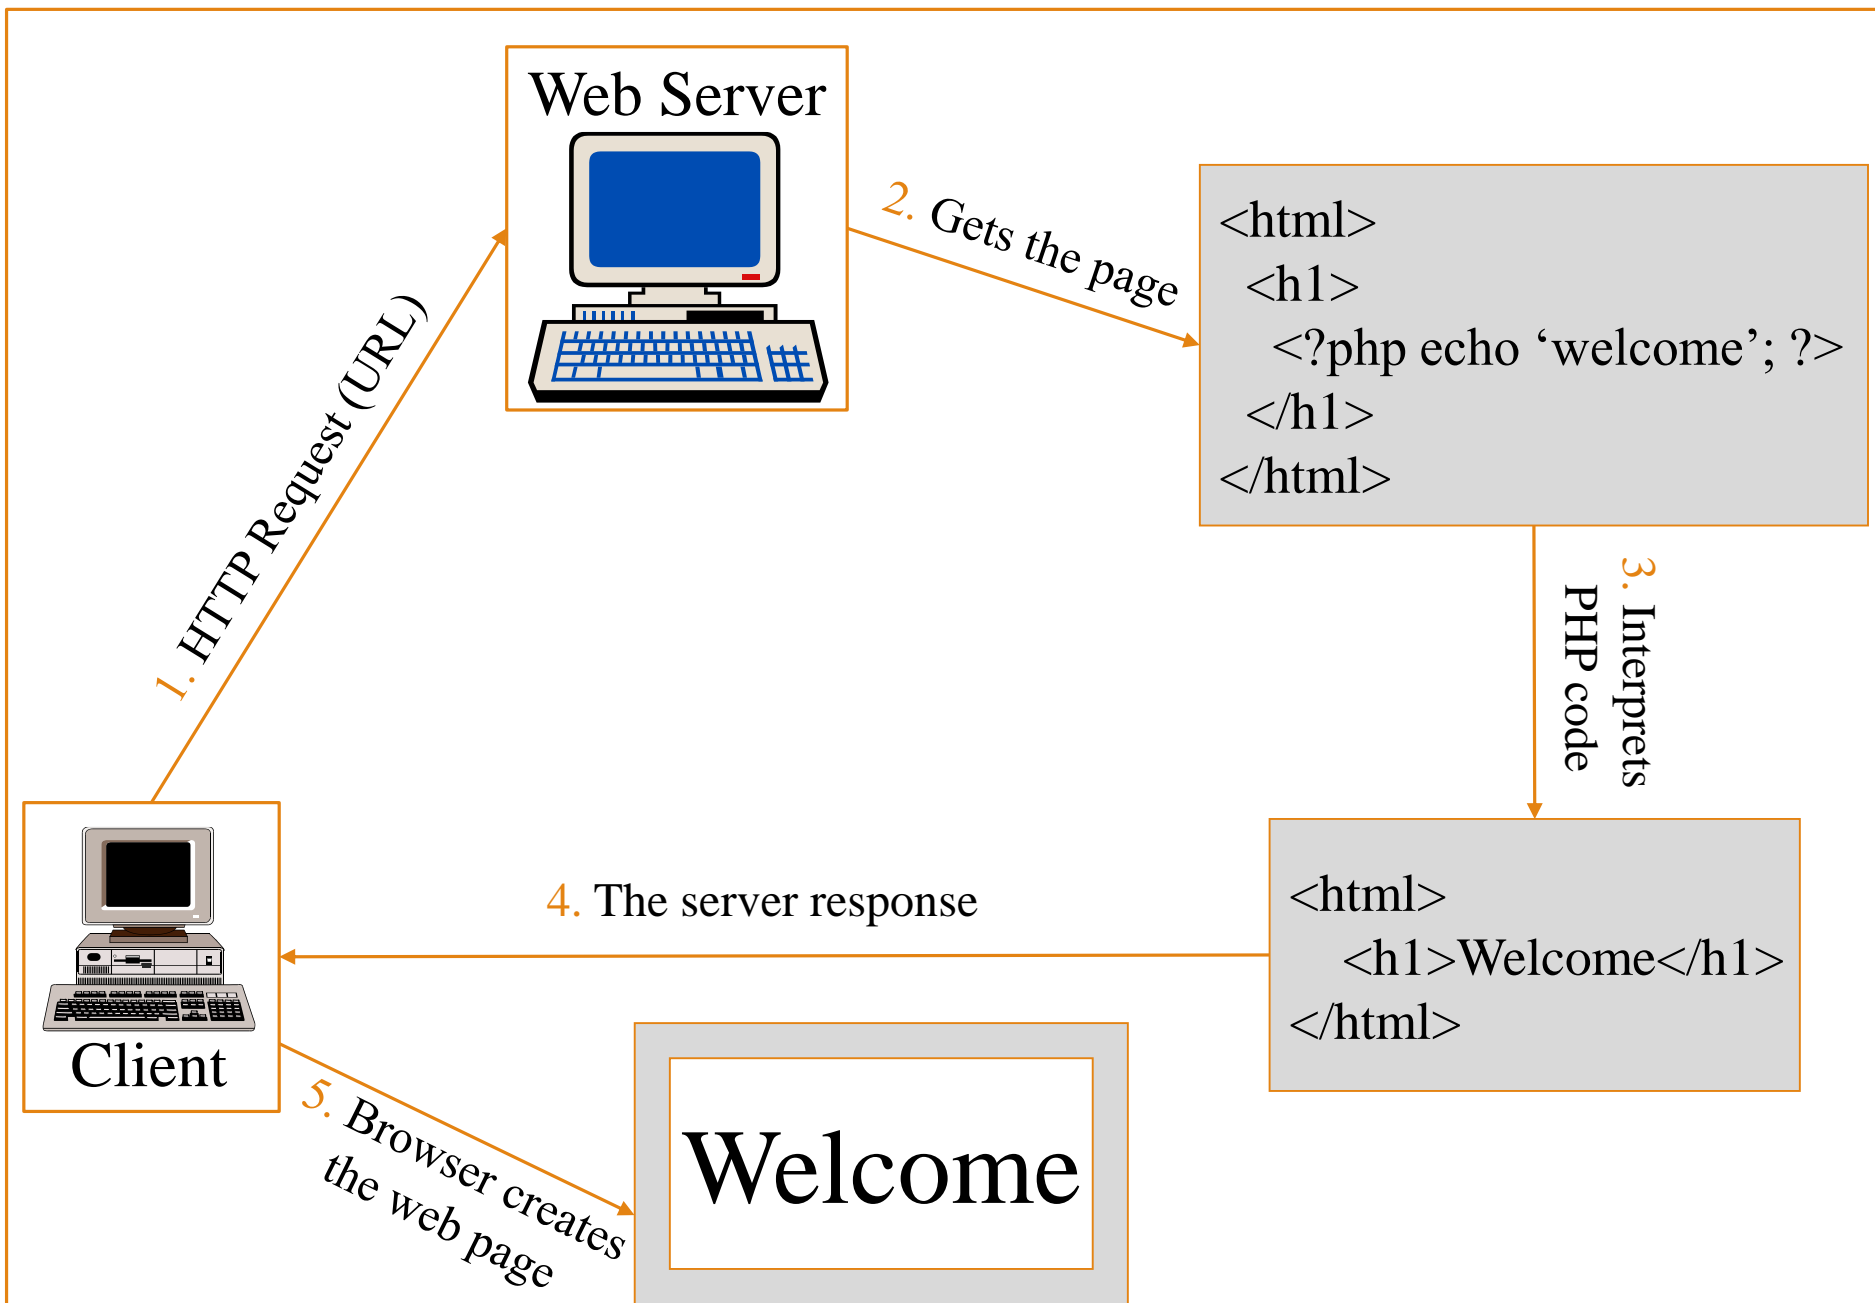 Web Server
1. HTTP Request (URL)
2. Gets the page
<html>
<h1>
<?php echo ‘welcome’; ?>
</h1>
</html>
3. Interprets
PHP code
<html>
<h1>Welcome</h1>
</html>
4. The server response
Client
5. Browser creates
the web page
Welcome